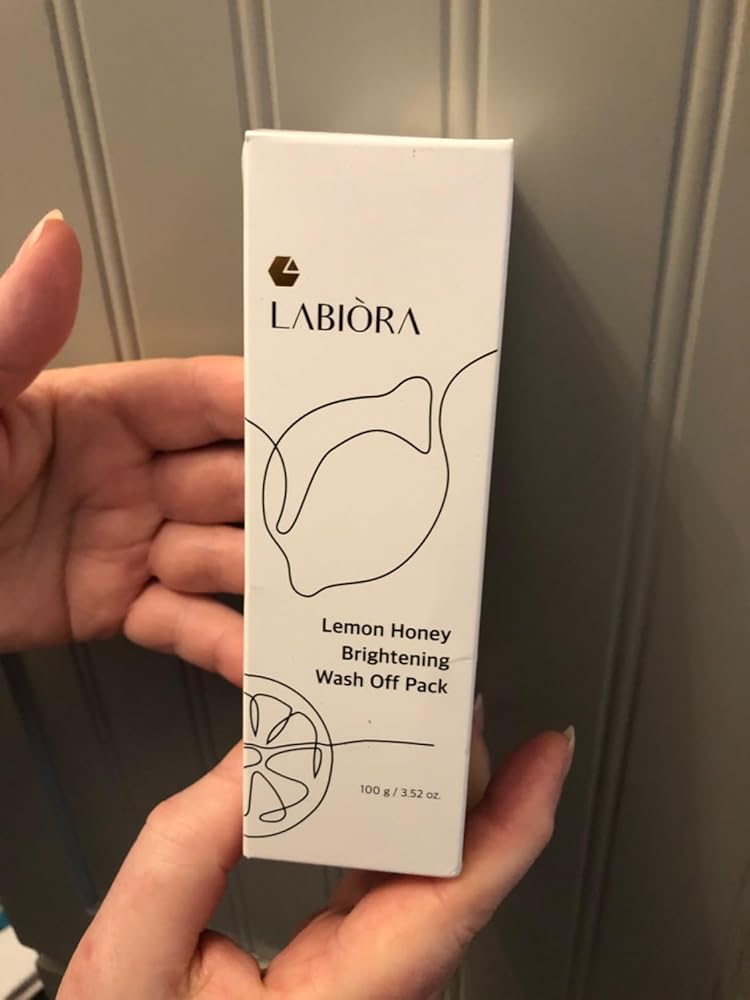 LABIÒRA
Lemon Honey
Brightening
Wash Off Pack
100 g / 3.52 oz.